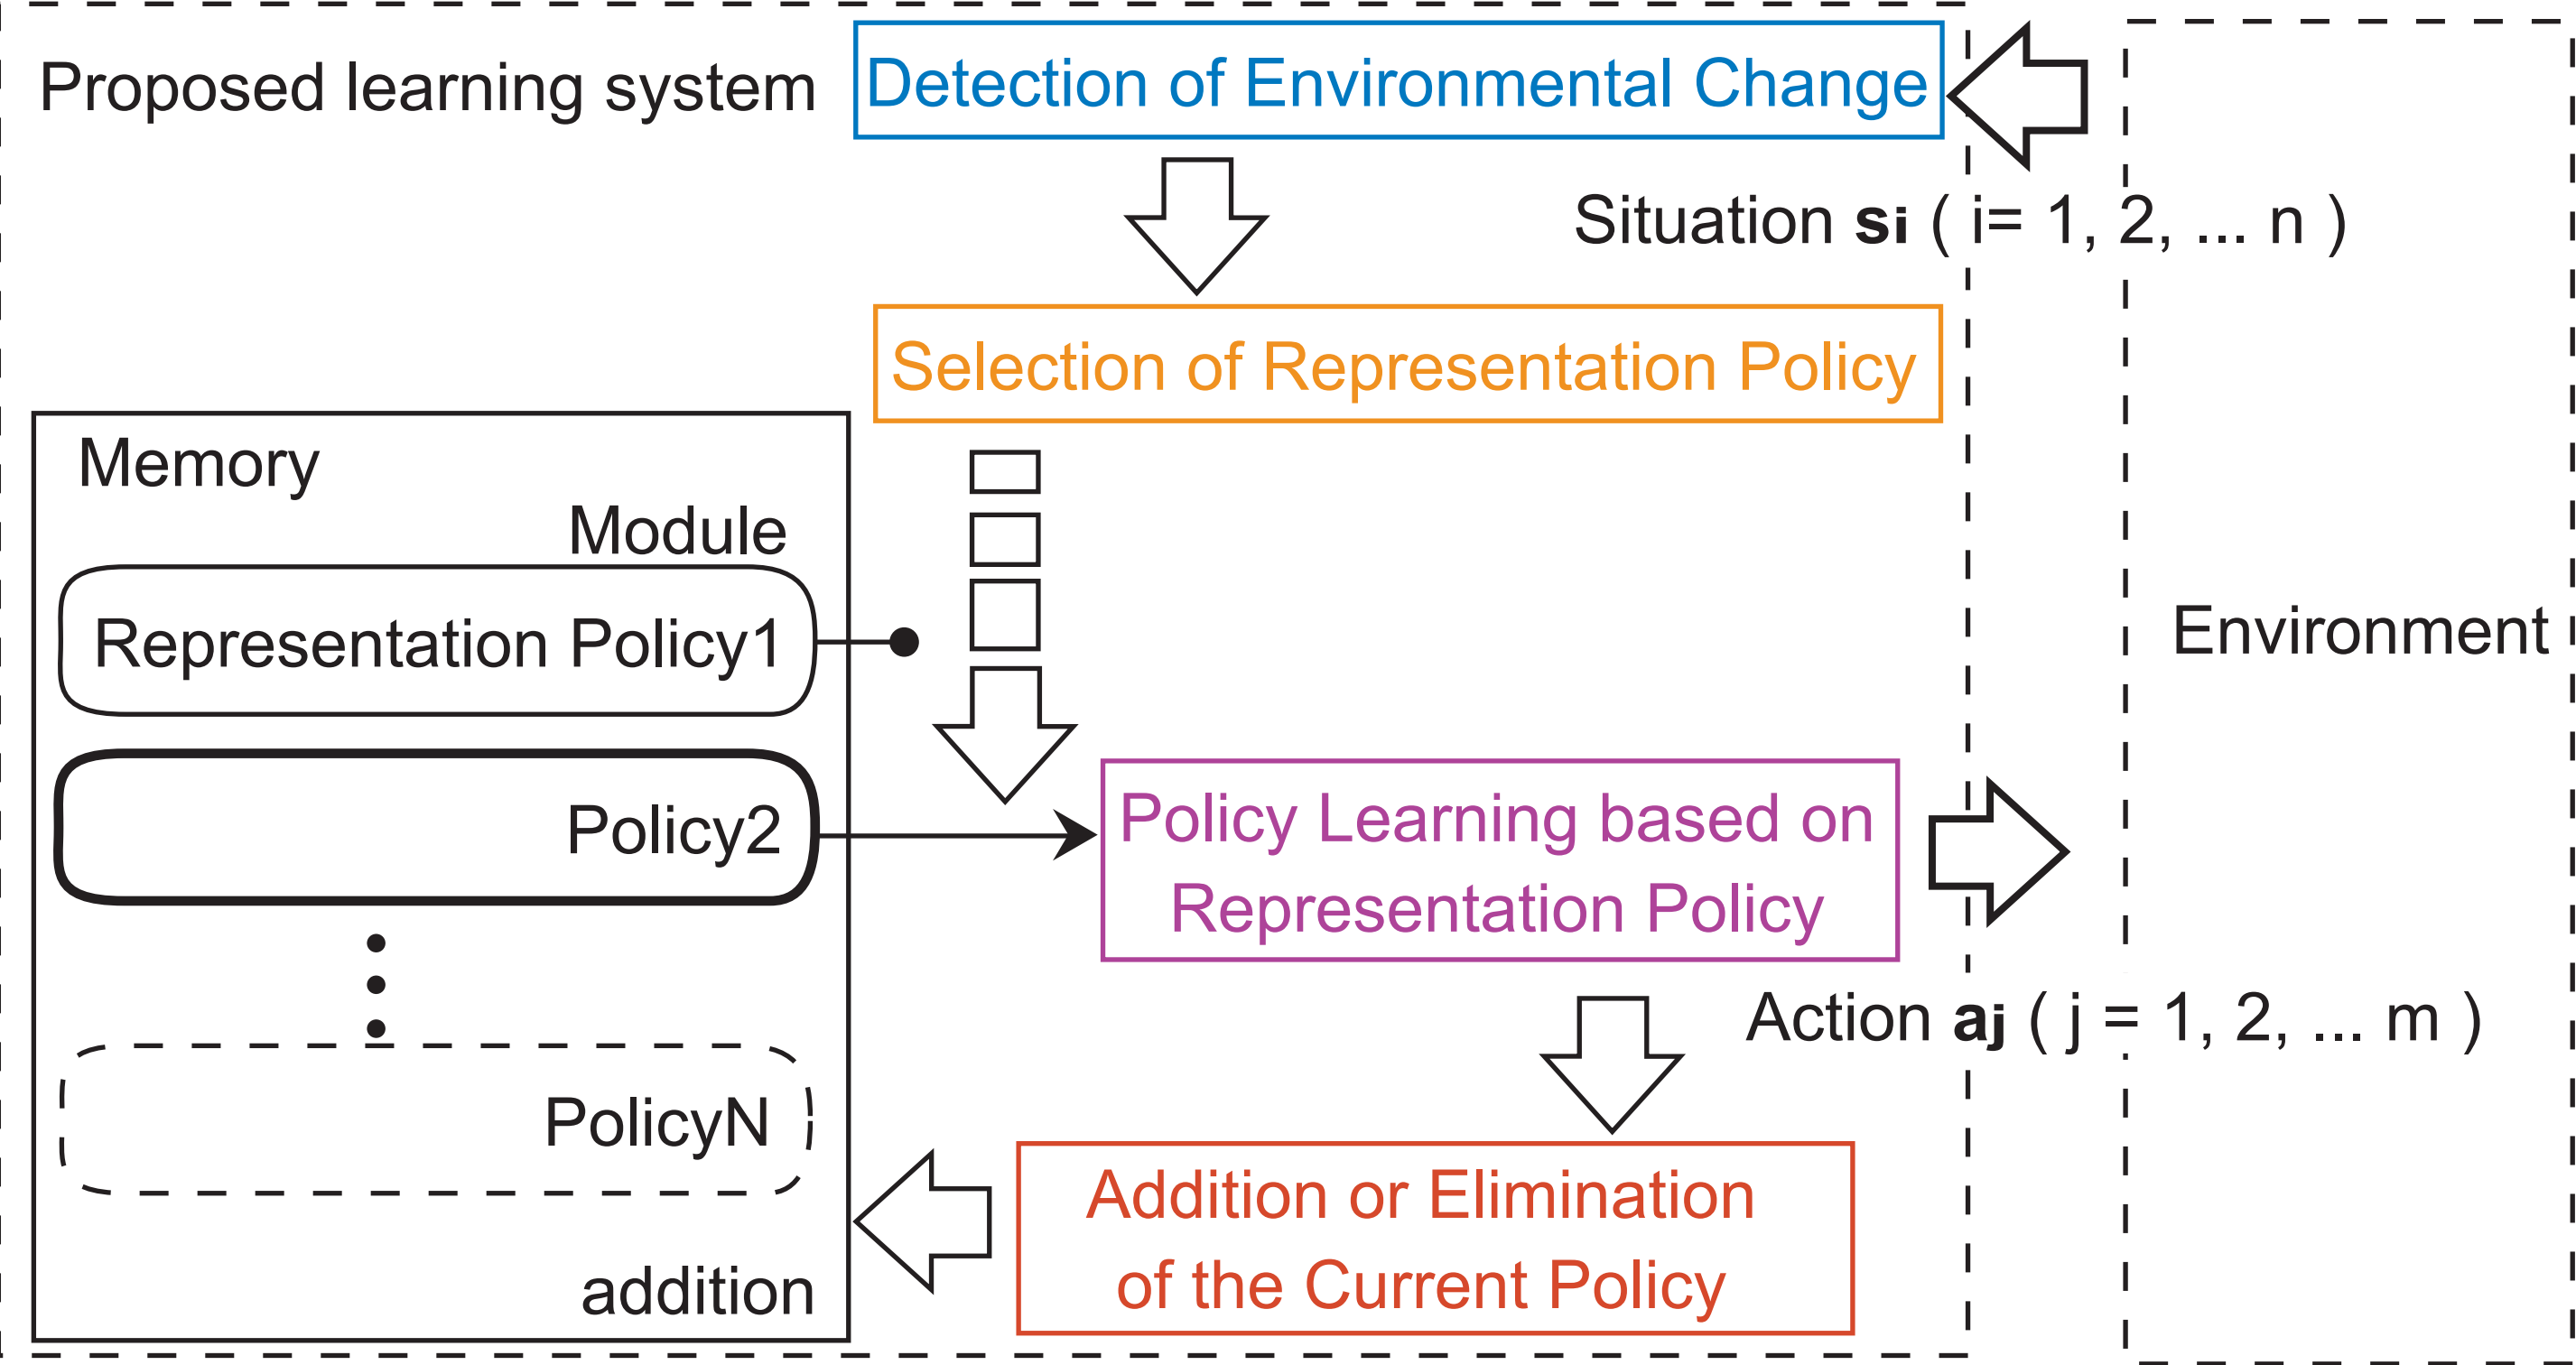 Proposed learning system
Detection of Environmental Change
Situation si ( i= 1, 2, ... n )
Selection of Representation Policy
Memory
Module
Representation Policy1
Environment
Policy2
Policy Learning based on
Representation Policy
Action aj ( j = 1, 2, ... m )
PolicyN
Addition or Elimination
of the Current Policy
addition